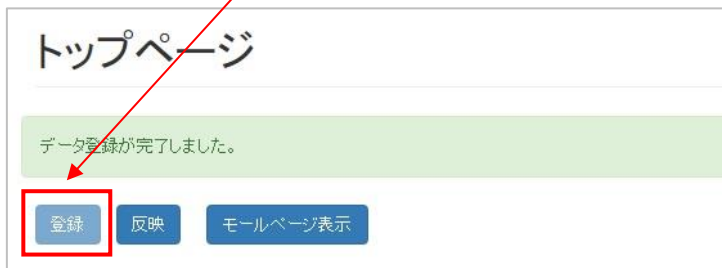 トップページ
データ登録が完了しました。
登録 反映 モールページ表示